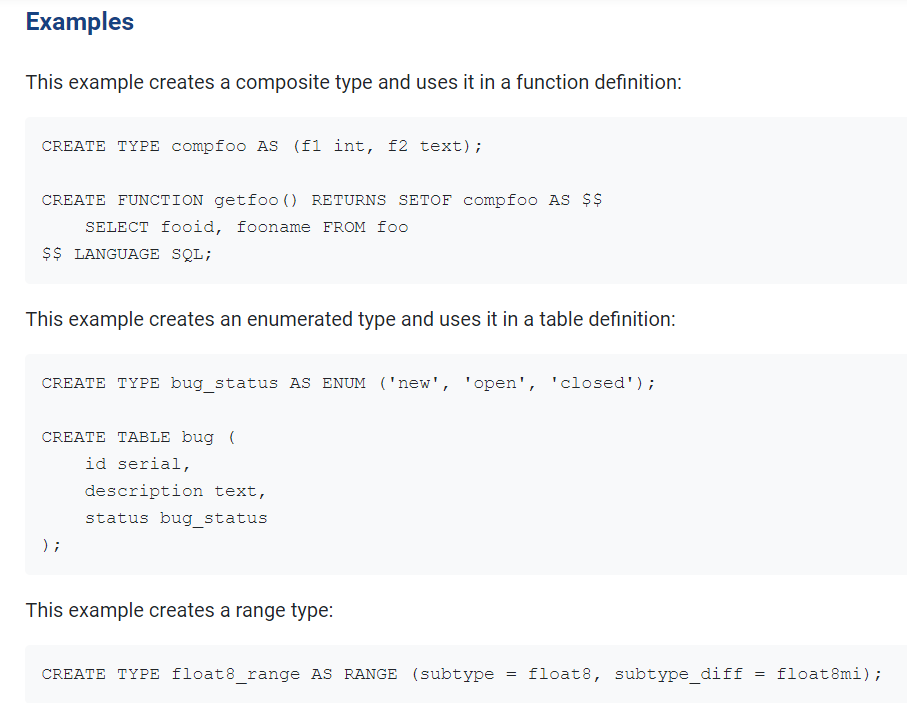 Examples
This example creates a composite type and uses it in a function definition:
CREATE TYPE compfoo AS (f1 int, f2 text);
CREATE FUNCTION getfoo() RETURNS SETOF compfoo AS $$
    SELECT fooid, fooname FROM foo
$$ LANGUAGE SQL;
This example creates an enumerated type and uses it in a table definition:
CREATE TYPE bug_status AS ENUM ('new', 'open', 'closed');
CREATE TABLE bug (
    id serial,
    description text,
    status bug_status
);
This example creates a range type:
CREATE TYPE float8_range AS RANGE (subtype = float8, subtype_diff = float8mi);